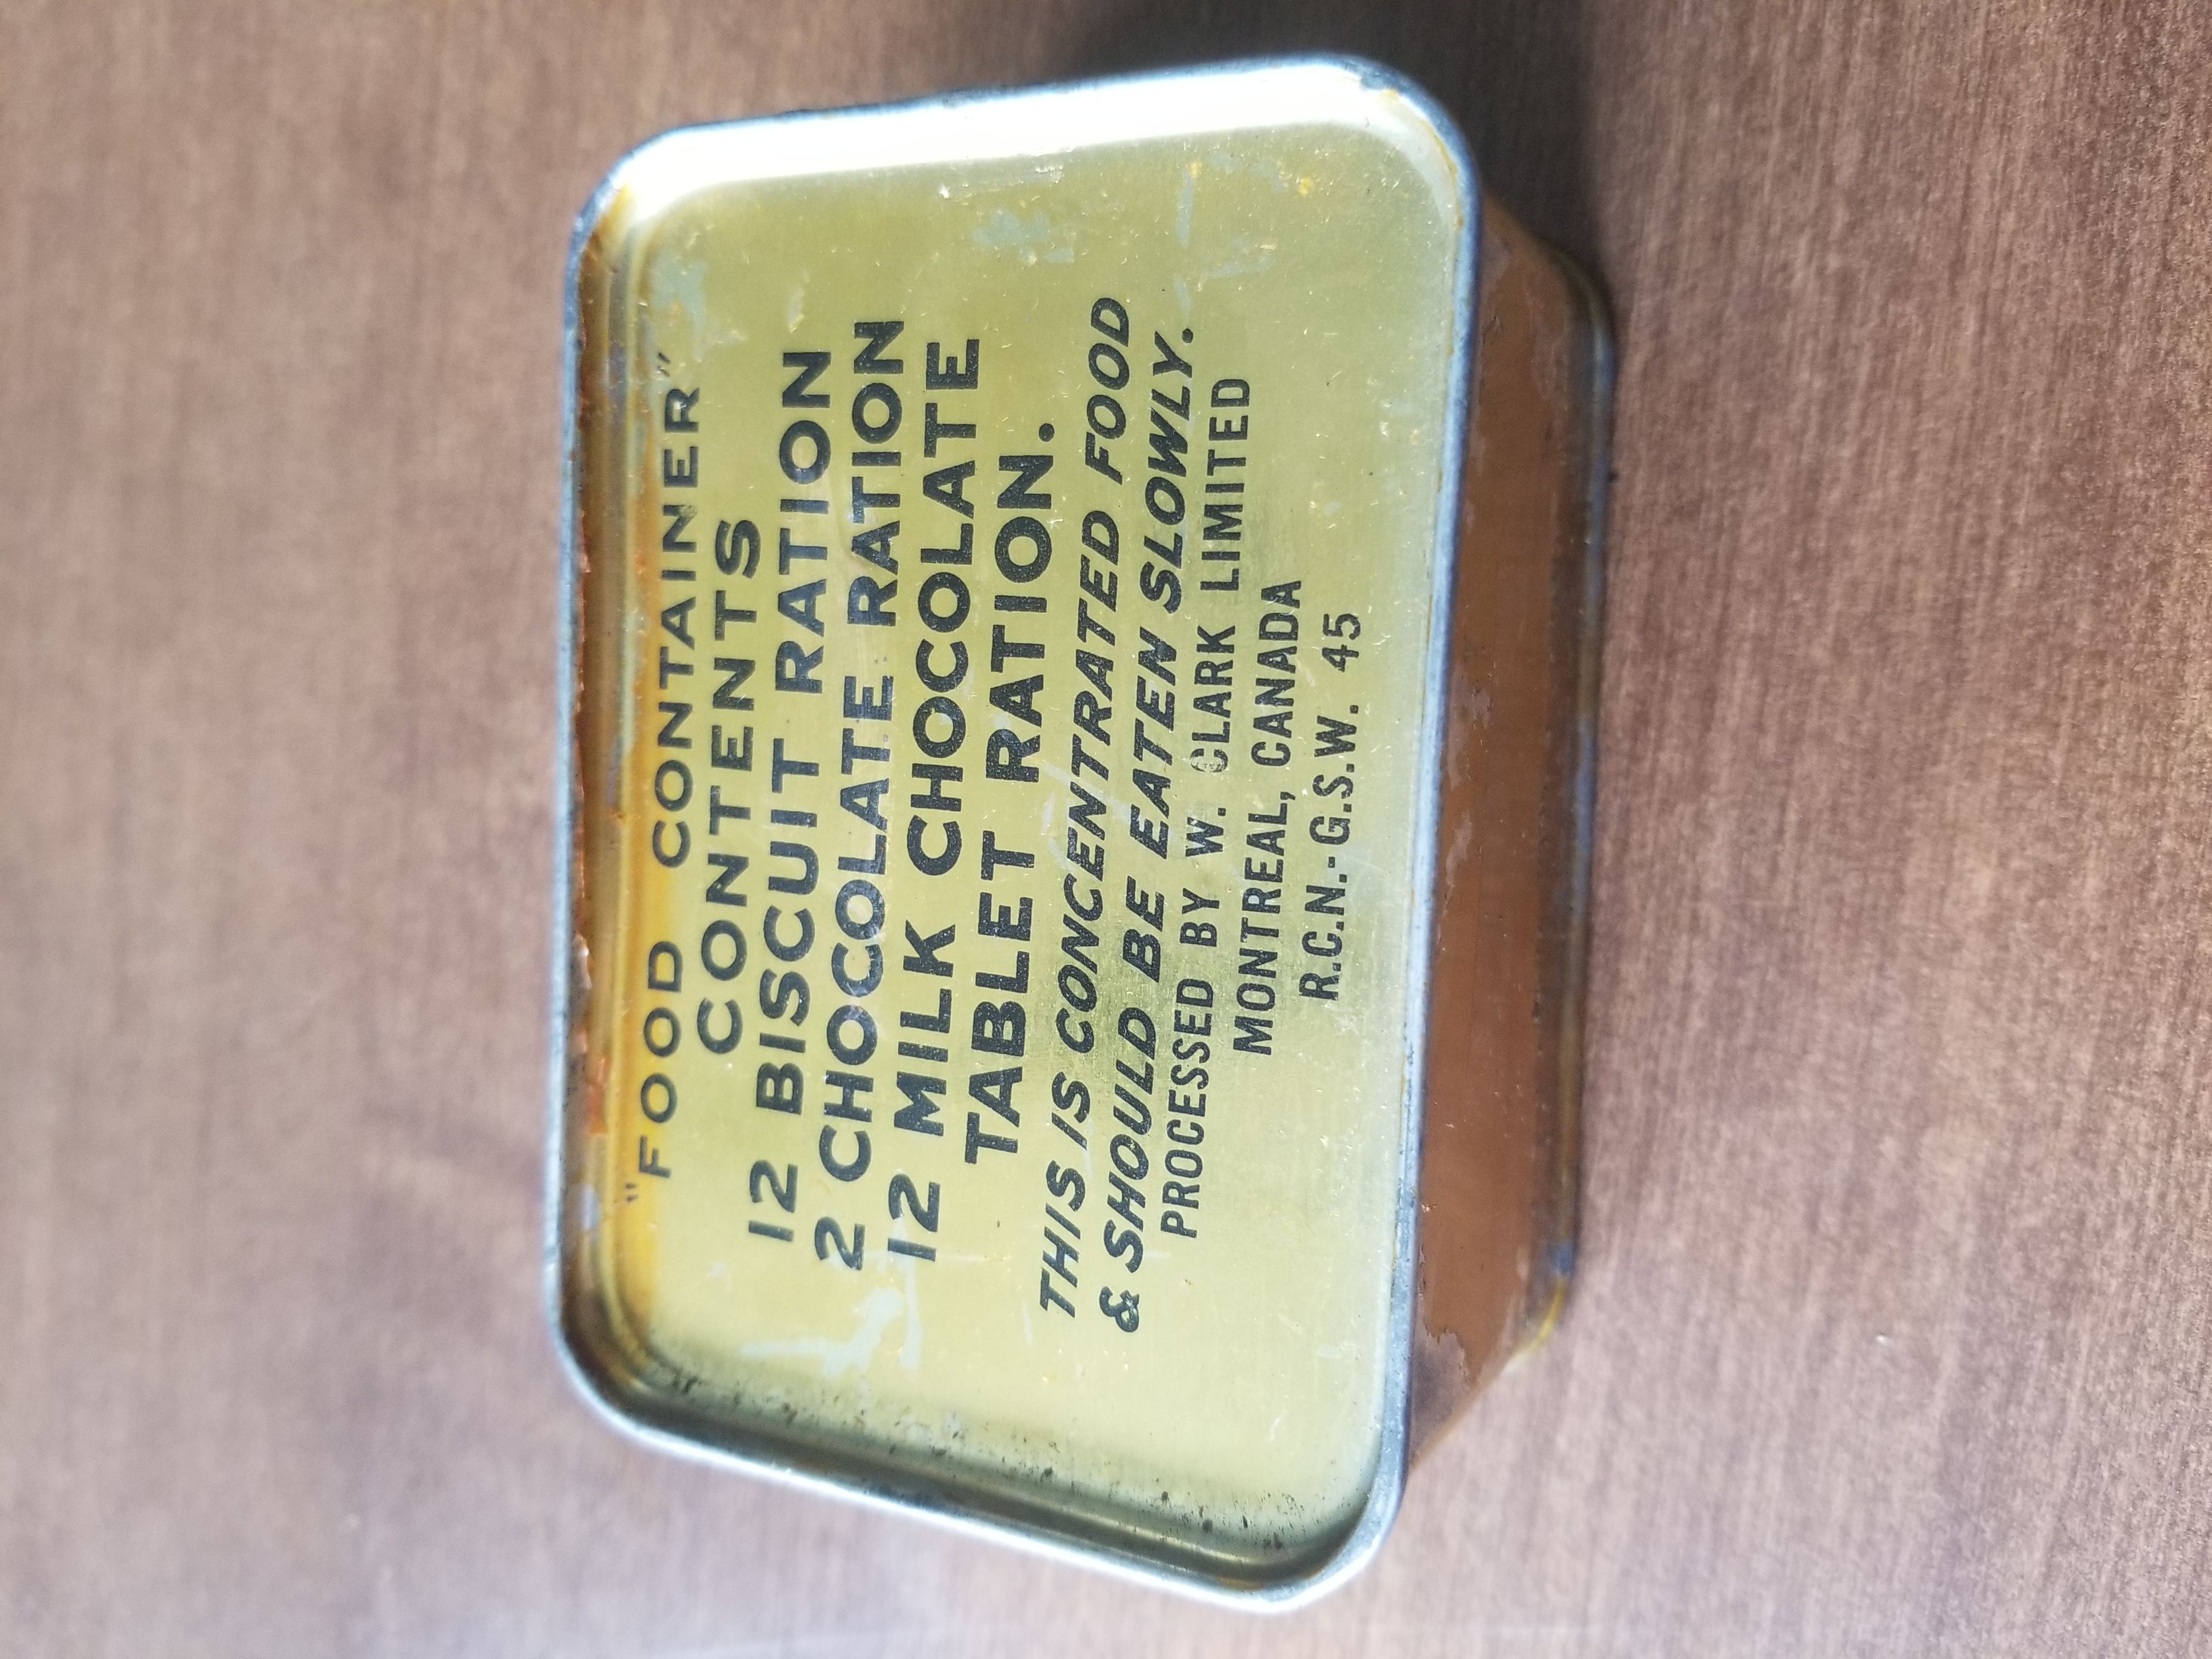 "FOOD CONTAINER"
CONTENTS
12 BISCUIT RATION
2 CHOCOLATE RATION
12 MILK CHOCOLATE
TABLET RATION.
THIS IS CONCENTRATED FOOD
& SHOULD BE EATEN SLOWLY.
PROCESSED BY W. CLARK LIMITED
MONTREAL, CANADA
R.C.N.-G.S.W. 45